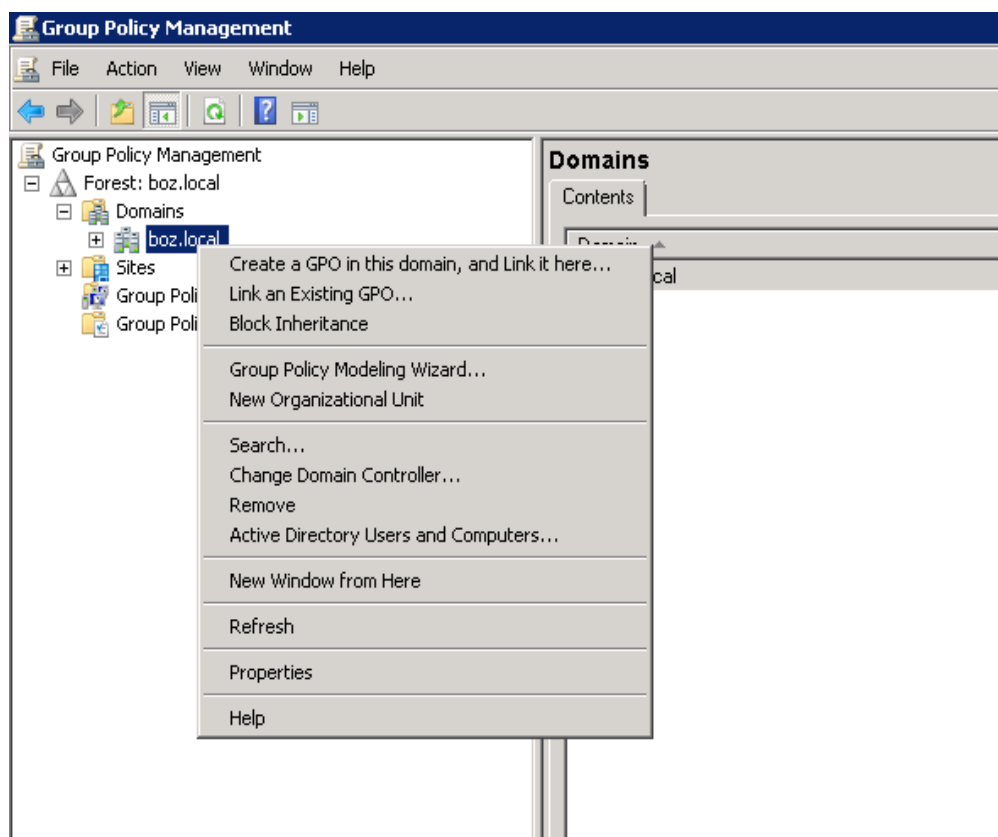 Group Policy Management
File Action View Window Help
Group Policy Management
Forest: boz.local
Domains
boz.local
Sites
Group Poli
Group Poli
Domains
Contents
Domain
cal
Create a GPO in this domain, and Link it here...
Link an Existing GPO...
Block Inheritance
Group Policy Modeling Wizard...
New Organizational Unit
Search...
Change Domain Controller...
Remove
Active Directory Users and Computers...
New Window from Here
Refresh
Properties
Help